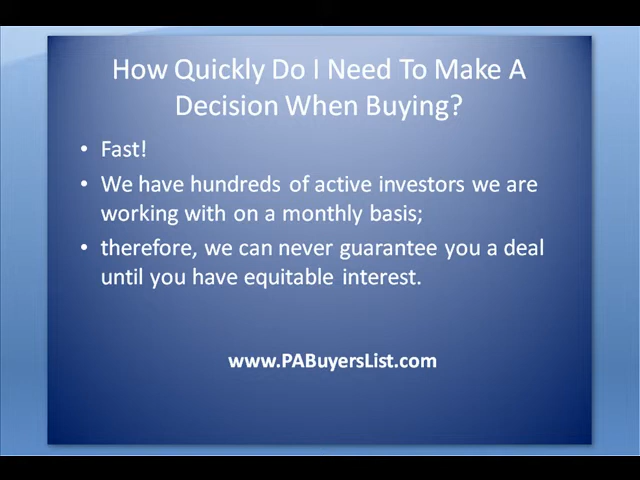 How Quickly Do I Need To Make A
Decision When Buying?
• Fast!
• We have hundreds of active investors we are
working with on a monthly basis;
• therefore, we can never guarantee you a deal
until you have equitable interest.
www.PABuyersList.com